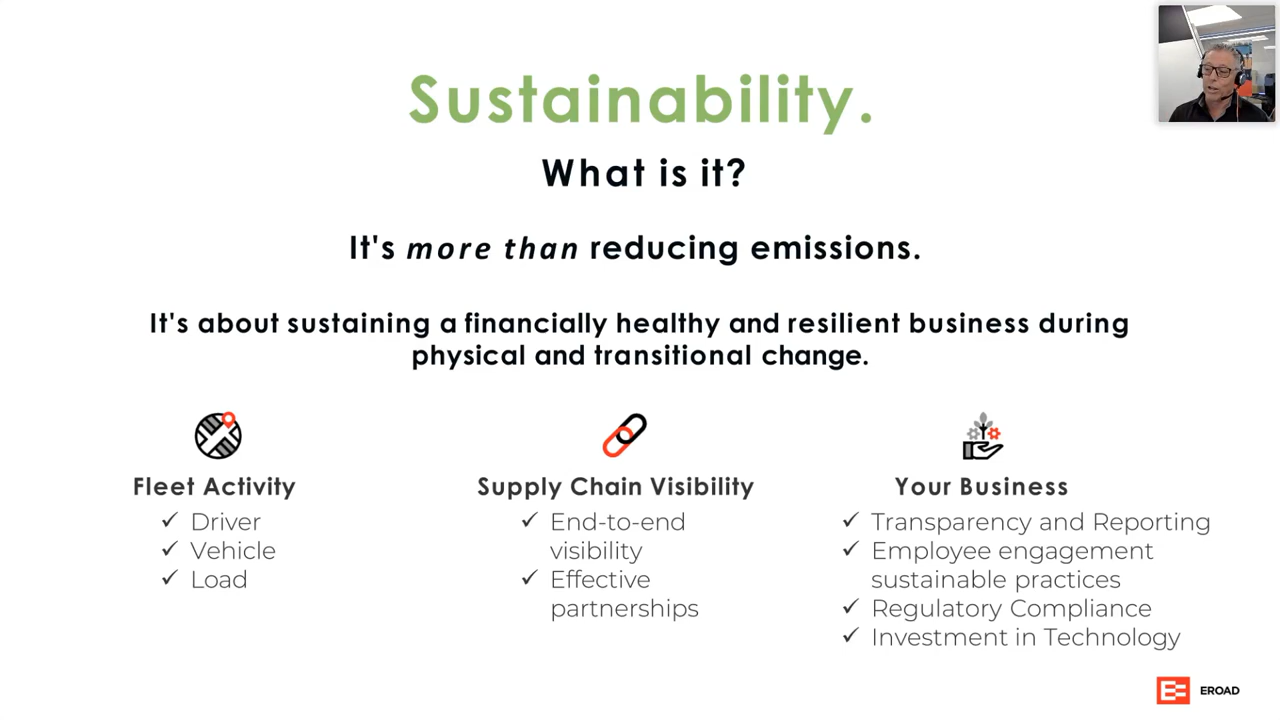 Sustainability.
What is it?
It's more than reducing emissions.
It's about sustaining a financially healthy and resilient business during
physical and transitional change.
Fleet Activity
✓ Driver
✓ Vehicle
✓ Load
Supply Chain Visibility
✓ End-to-end
visibility
✓ Effective
partnerships
Your Business
✓ Transparency and Reporting
✓ Employee engagement
sustainable practices
✓ Regulatory Compliance
✓ Investment in Technology
EROAD